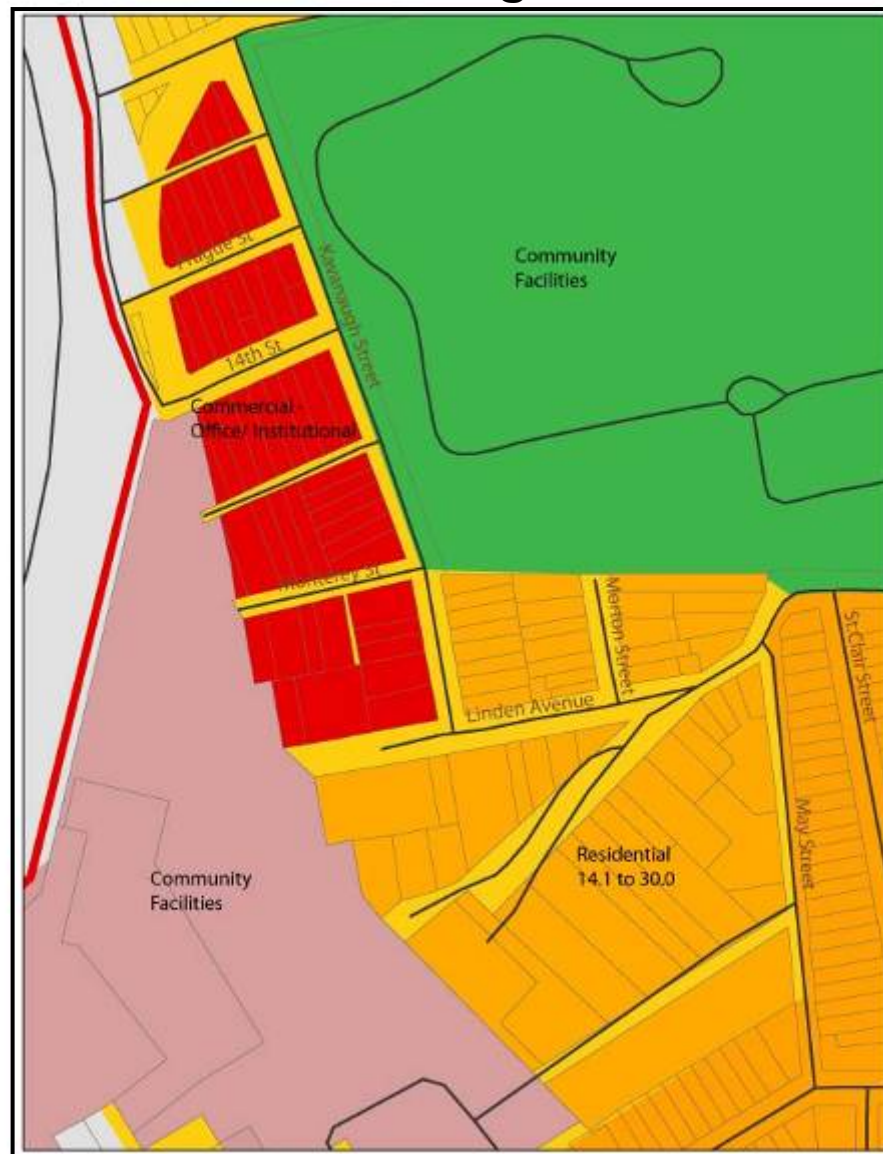 Community
Facilities
Prague St
Kavanaugh Street
14th St
Commercial -
Office/ Institutional
Monterey St
Merton Street
St.Clair Street
Linden Avenue
May Street
Residential
14.1 to 30.0
Community
Facilities